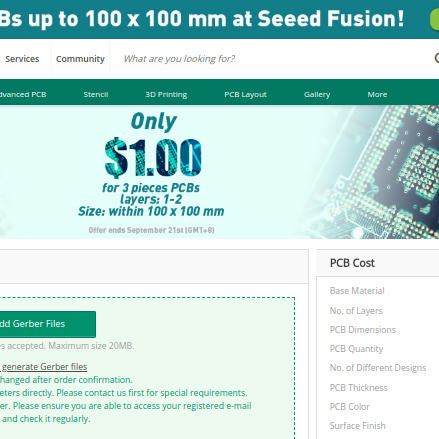 Bs up to 100 x 100 mm at Seeed Fusion!
Services Community What are you looking for?
dvanced PCB Stencil 3D Printing PCB Layout Gallery More
Only
$1.00
for 3 pieces PCBs
layers: 1-2
Size: within 100 x 100 mm
Offer ends September 21st (GMT+8)
PCB Cost
Base Material
No. of Layers
PCB Dimensions
PCB Quantity
No. of Different Designs
PCB Thickness
PCB Color
Surface Finish
dd Gerber Files
es accepted. Maximum size 20MB.
generate Gerber files
hanged after order confirmation.
eters directly. Please contact us first for special requirements.
er. Please ensure you are able to access your registered e-mail
and check it regularly.